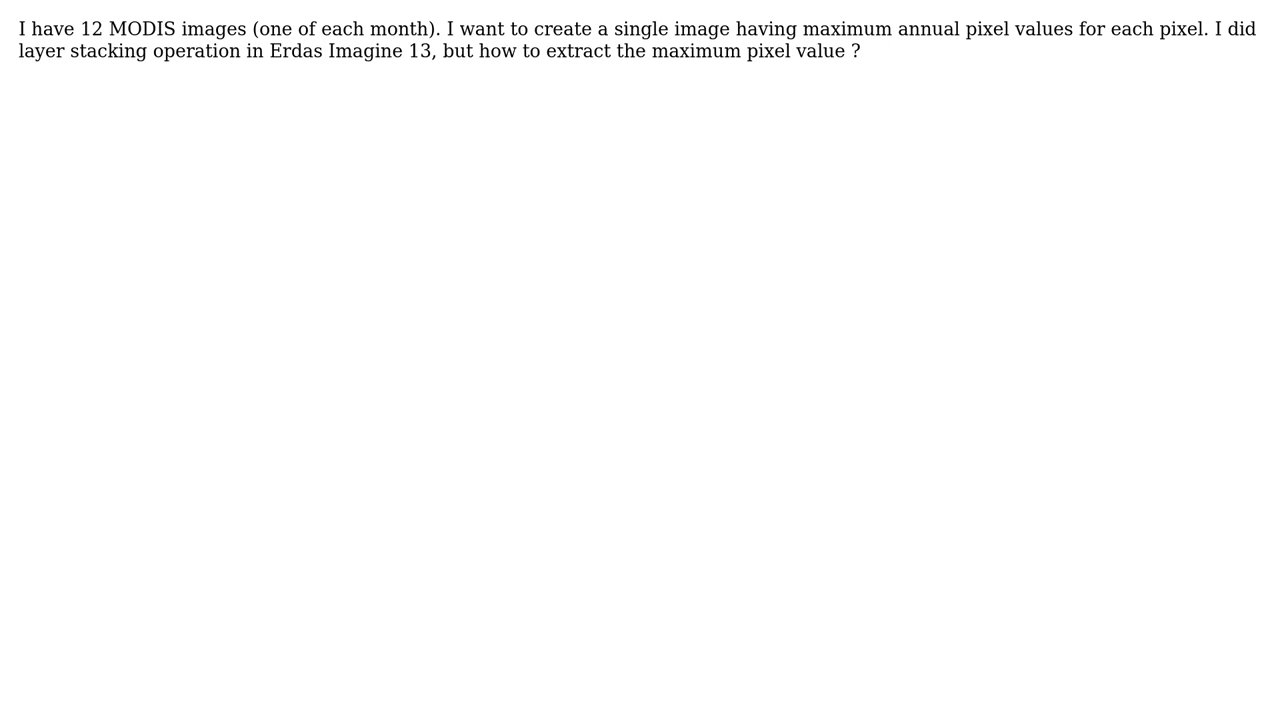 I have 12 MODIS images (one of each month). I want to create a single image having maximum annual pixel values for each pixel. I did
layer stacking operation in Erdas Imagine 13, but how to extract the maximum pixel value ?